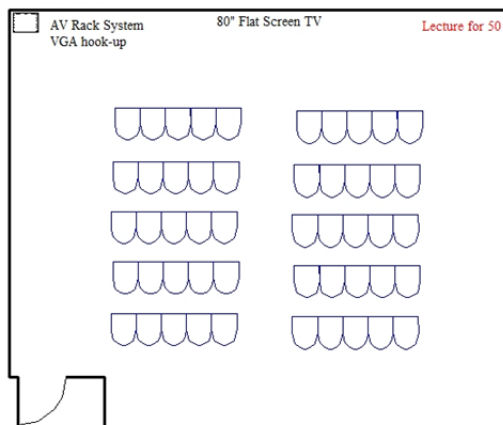 AV Rack System
VGA hook-up
80" Flat Screen TV
Lecture for 50